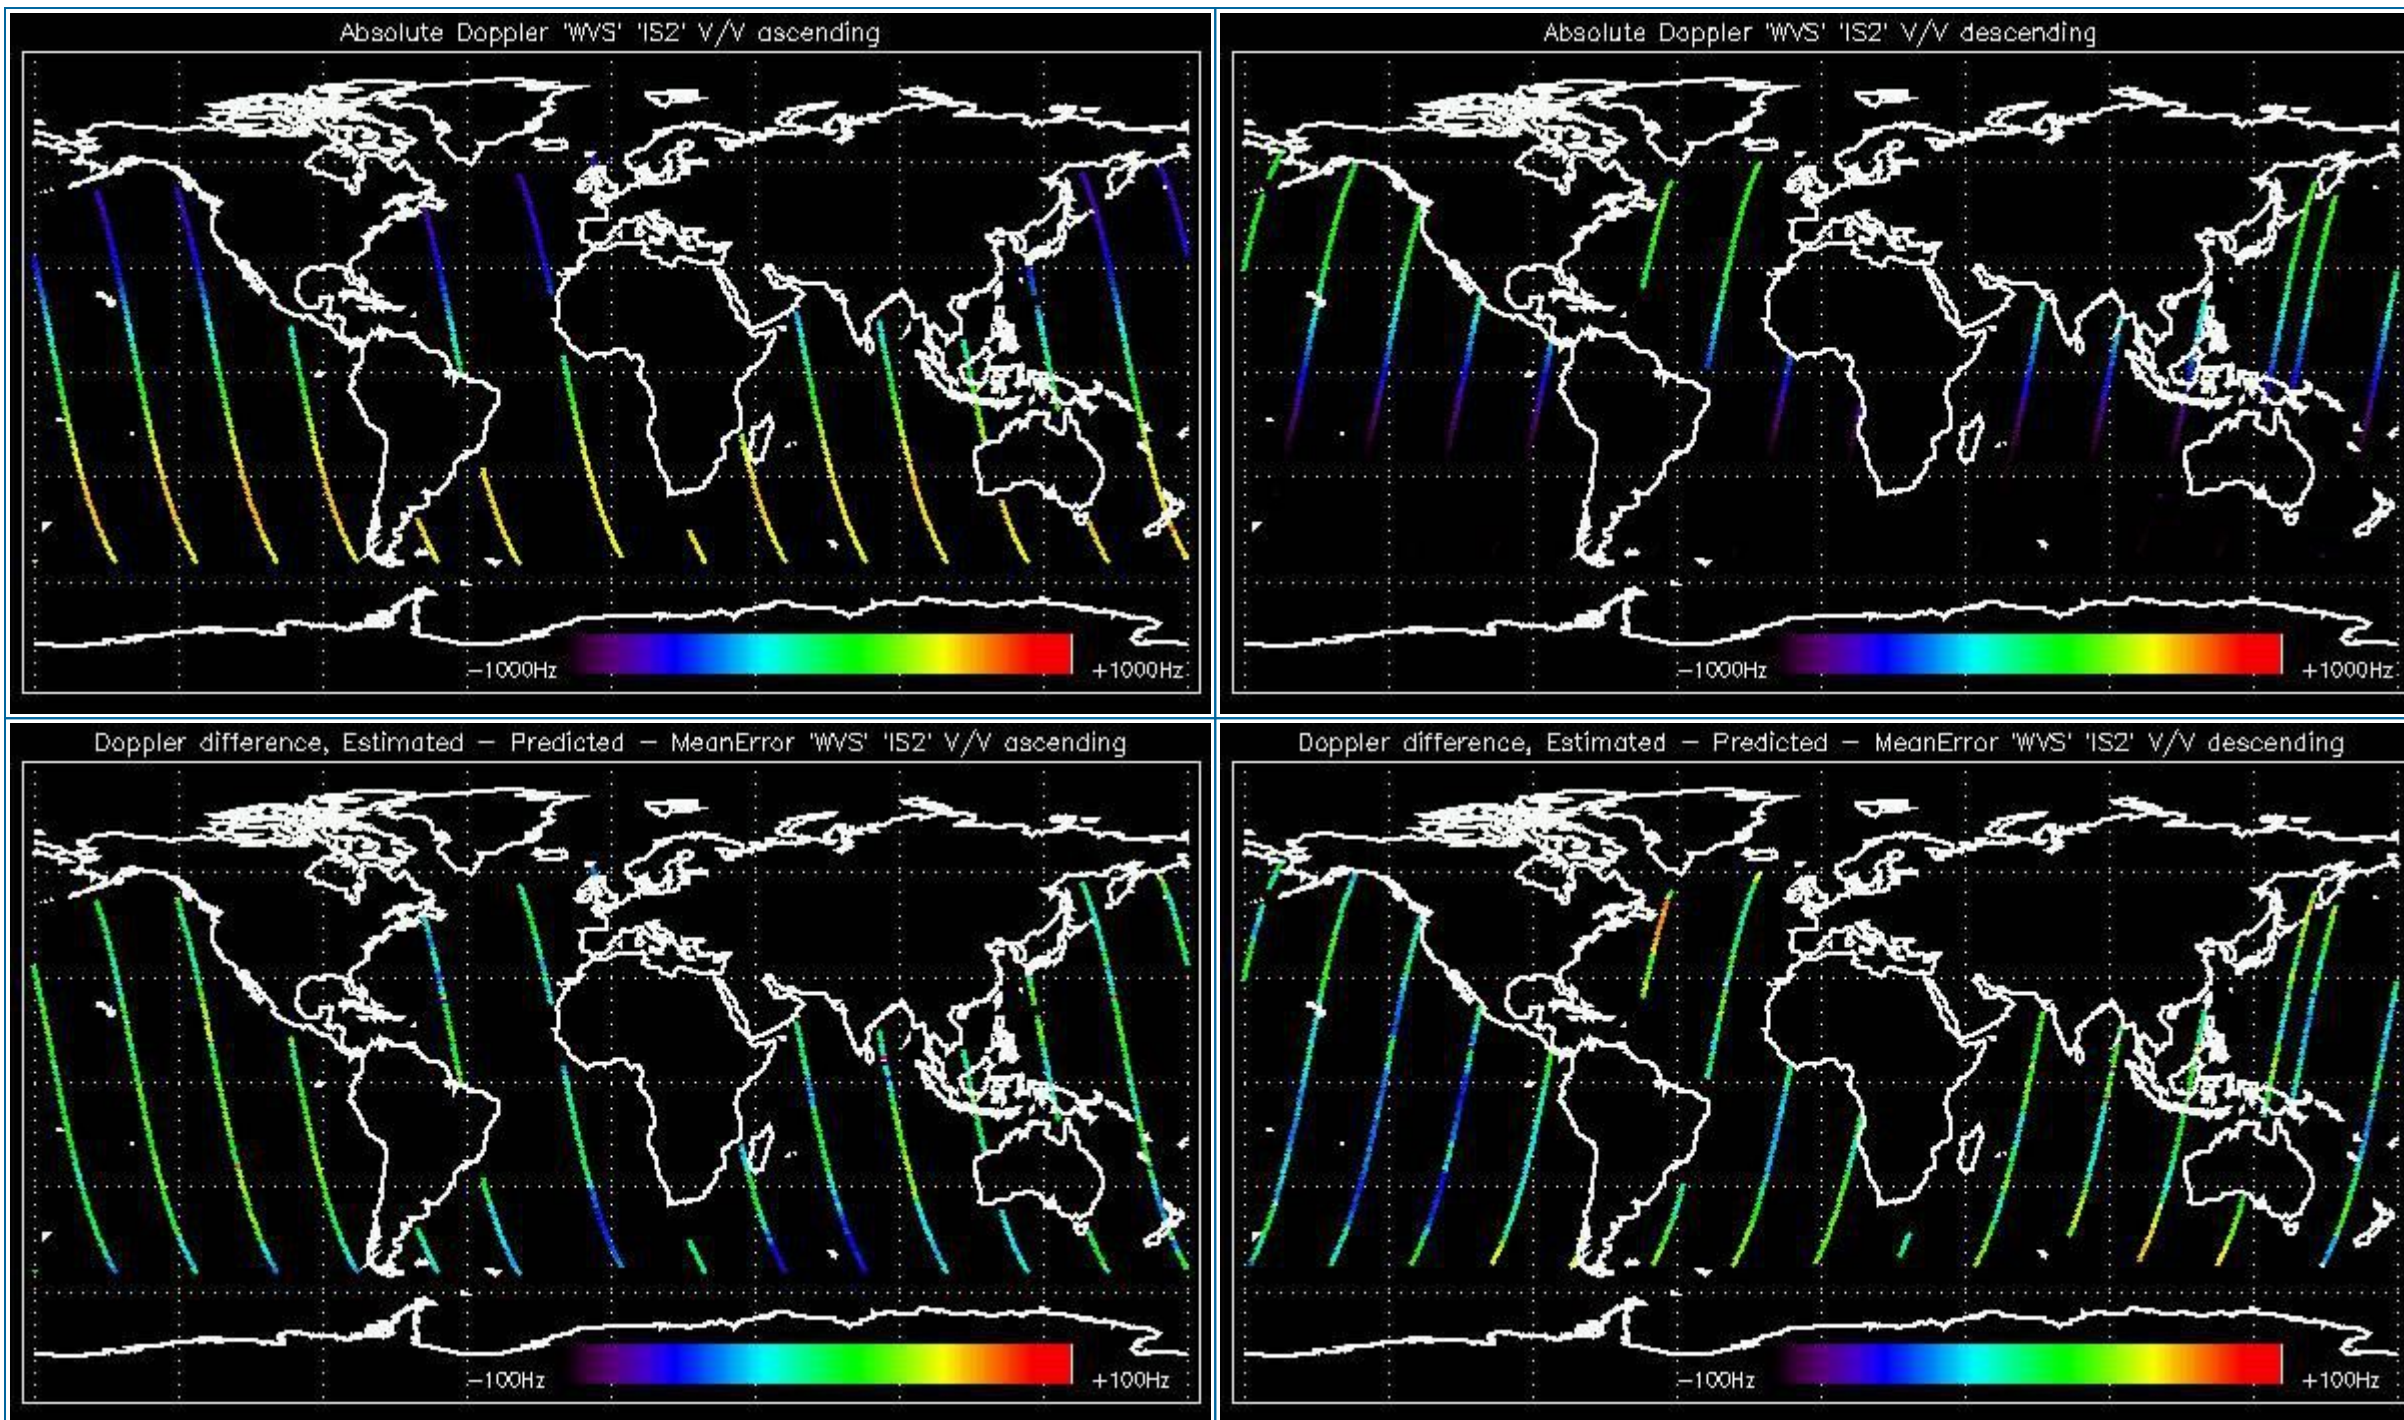 Absolute Doppler 'WVS' 'IS2' V/V ascending
-1000Hz
+1000Hz
Absolute Doppler 'WVS' 'IS2' V/V descending
-1000Hz
+1000Hz
Doppler difference, Estimated - Predicted - MeanError 'WVS' 'IS2' V/V ascending
-100Hz
+100Hz
Doppler difference, Estimated - Predicted - MeanError 'WVS' 'IS2' V/V descending
-100Hz
+100Hz